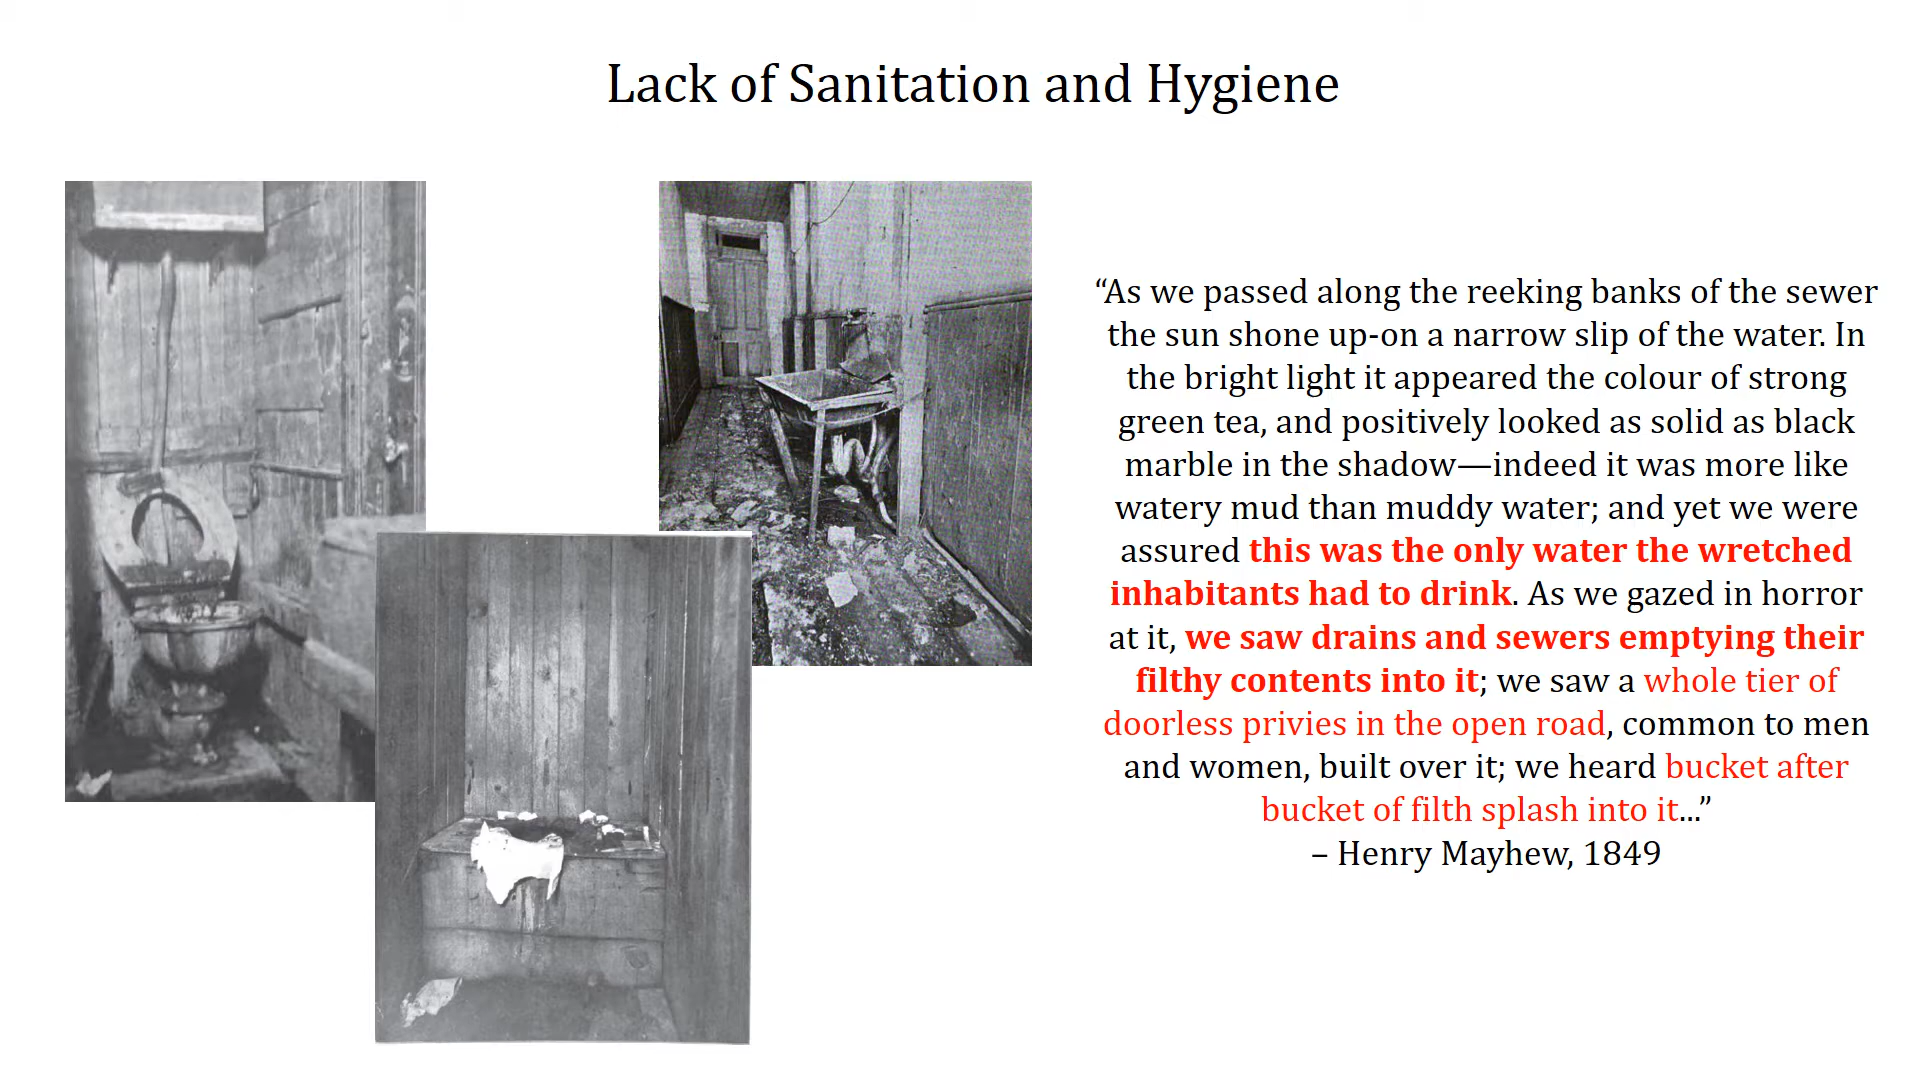 Lack of Sanitation and Hygiene
“As we passed along the reeking banks of the sewer
the sun shone up-on a narrow slip of the water. In
the bright light it appeared the colour of strong
green tea, and positively looked as solid as black
marble in the shadow—indeed it was more like
watery mud than muddy water; and yet we were
assured this was the only water the wretched
inhabitants had to drink. As we gazed in horror
at it, we saw drains and sewers emptying their
filthy contents into it; we saw a whole tier of
doorless privies in the open road, common to men
and women, built over it; we heard bucket after
bucket of filth splash into it...”
– Henry Mayhew, 1849